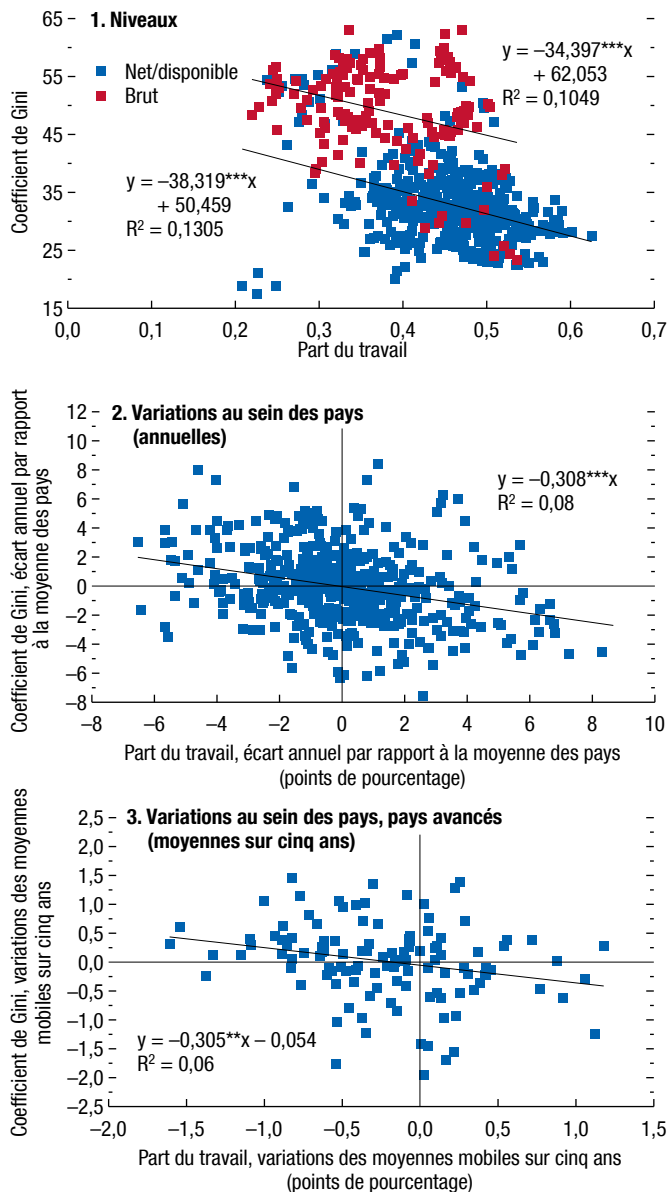 1. Niveaux
Net/disponible
Brut
y = –34,397***x
+ 62,053
R² = 0,1049
y = –38,319***x
+ 50,459
R² = 0,1305
Coefficient de Gini
65
55
45
35
25
15
0,0 0,1 0,2 0,3 0,4 0,5 0,6 0,7
Part du travail
2. Variations au sein des pays
(annuelles)
y = –0,308***x
R² = 0,08
Coefficient de Gini, écart annuel par rapport
à la moyenne des pays
12
10
8
6
4
2
0
–2
–4
–6
–8
–8 –6 –4 –2 0 2 4 6 8 10
Part du travail, écart annuel par rapport à la moyenne des pays
(points de pourcentage)
3. Variations au sein des pays, pays avancés
(moyennes sur cinq ans)
y = –0,305**x – 0,054
R² = 0,06
Coefficient de Gini, variations des moyennes
mobiles sur cinq ans
2,5
2,0
1,5
1,0
0,5
0,0
–0,5
–1,0
–1,5
–2,0
–2,5
–2,0 –1,5 –1,0 –0,5 0,0 0,5 1,0 1,5
Part du travail, variations des moyennes mobiles sur cinq ans
(points de pourcentage)